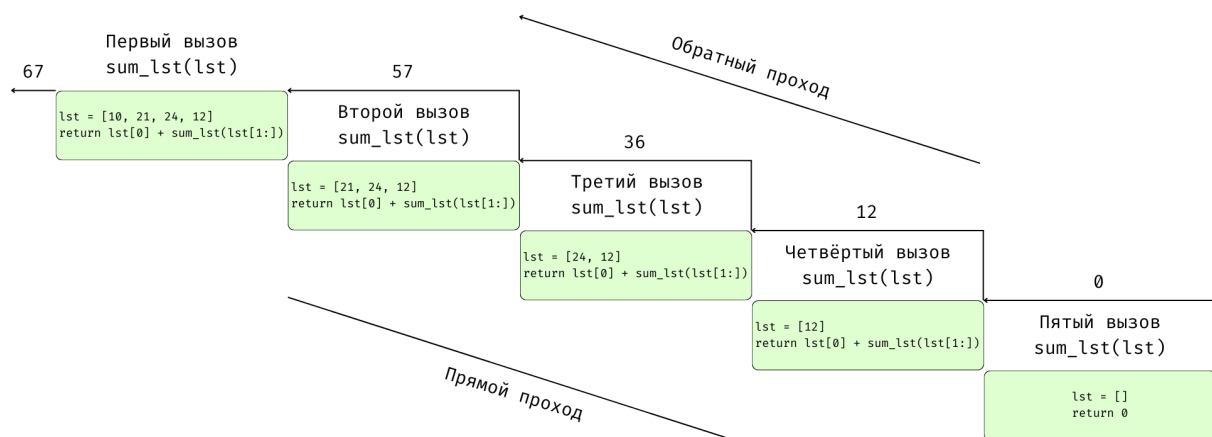 Первый вызов
sum_lst(lst)
67
lst = [10, 21, 24, 12]
return lst[0] + sum_lst(lst[1:])
57
Второй вызов
sum_lst(lst)
lst = [21, 24, 12]
return lst[0] + sum_lst(lst[1:])
Обратный проход
36
Третий вызов
sum_lst(lst)
lst = [24, 12]
return lst[0] + sum_lst(lst[1:])
12
Четвёртый вызов
sum_lst(lst)
lst = [12]
return lst[0] + sum_lst(lst[1:])
0
Пятый вызов
sum_lst(lst)
lst = []
return 0
Прямой проход